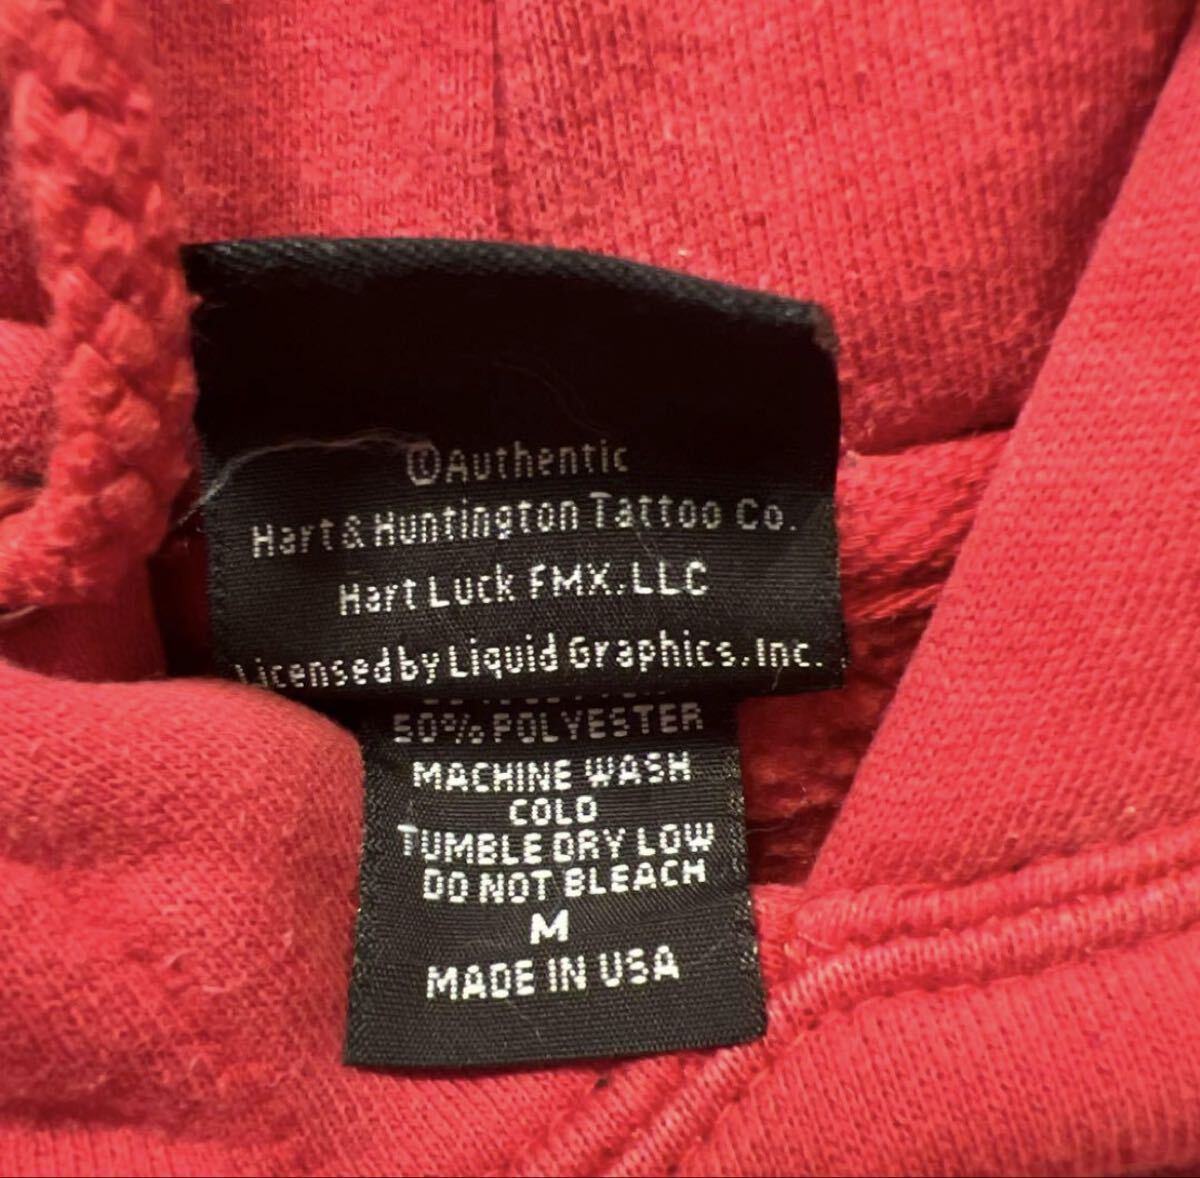 ©Authentic
Hart & Huntington Tattoo Co.
Hart Luck FMX, LLC
Licensed by Liquid Graphics, Inc.
50% POLYESTER
MACHINE WASH
COLD
TUMBLE DRY LOW
DO NOT BLEACH
M
MADE IN USA